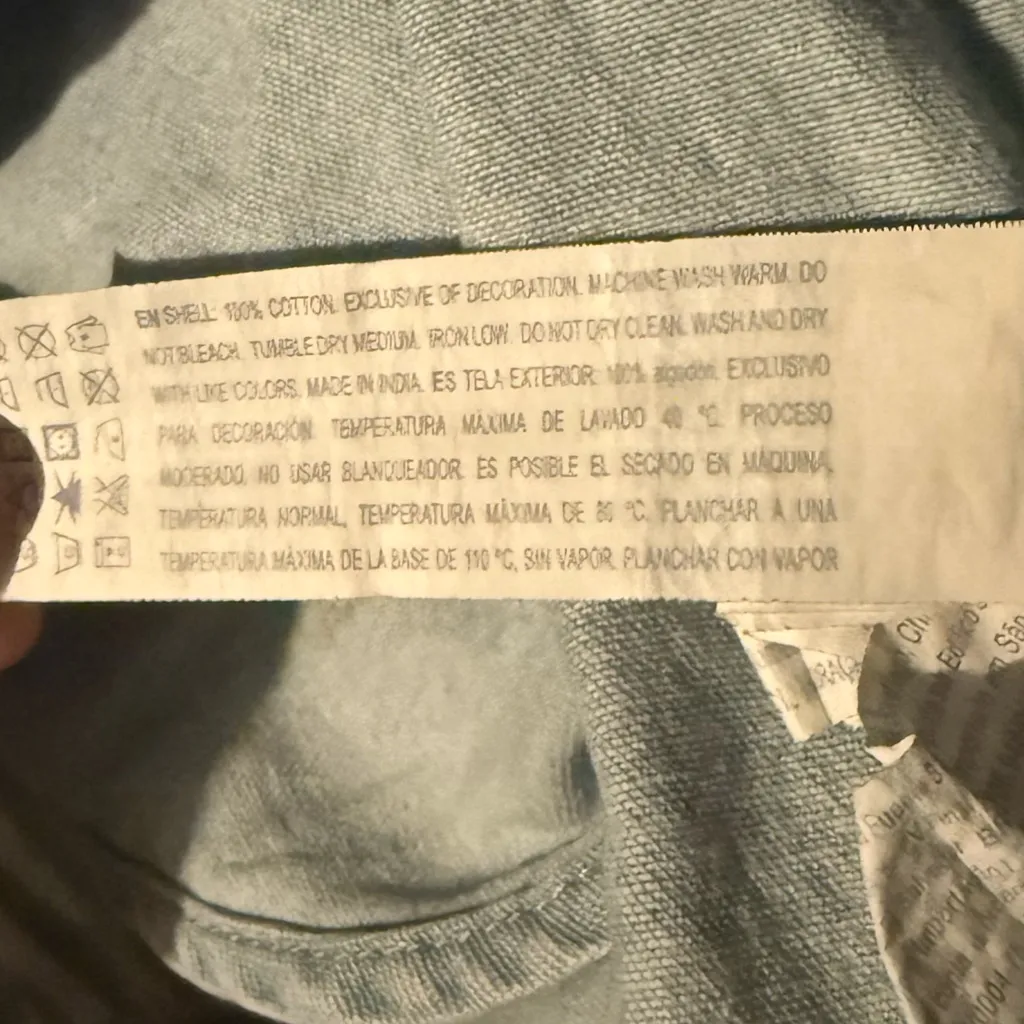 EN SHELL: 100% COTTON. EXCLUSIVE OF DECORATION. MACHINE WASH WARM. DO
NOT BLEACH. TUMBLE DRY MEDIUM. IRON LOW. DO NOT DRY CLEAN. WASH AND DRY
WITH LIKE COLORS. MADE IN INDIA. ES TELA EXTERIOR: 100% algodón. EXCLUSIVO
PARA DECORACIÓN. TEMPERATURA MÁXIMA DE LAVADO 40 °C. PROCESO
MODERADO. NO USAR BLANQUEADOR. ES POSIBLE EL SECADO EN MÁQUINA,
TEMPERATURA NORMAL, TEMPERATURA MÁXIMA DE 80 °C. PLANCHAR A UNA
TEMPERATURA MÁXIMA DE LA BASE DE 110 °C, SIN VAPOR. PLANCHAR CON VAPOR